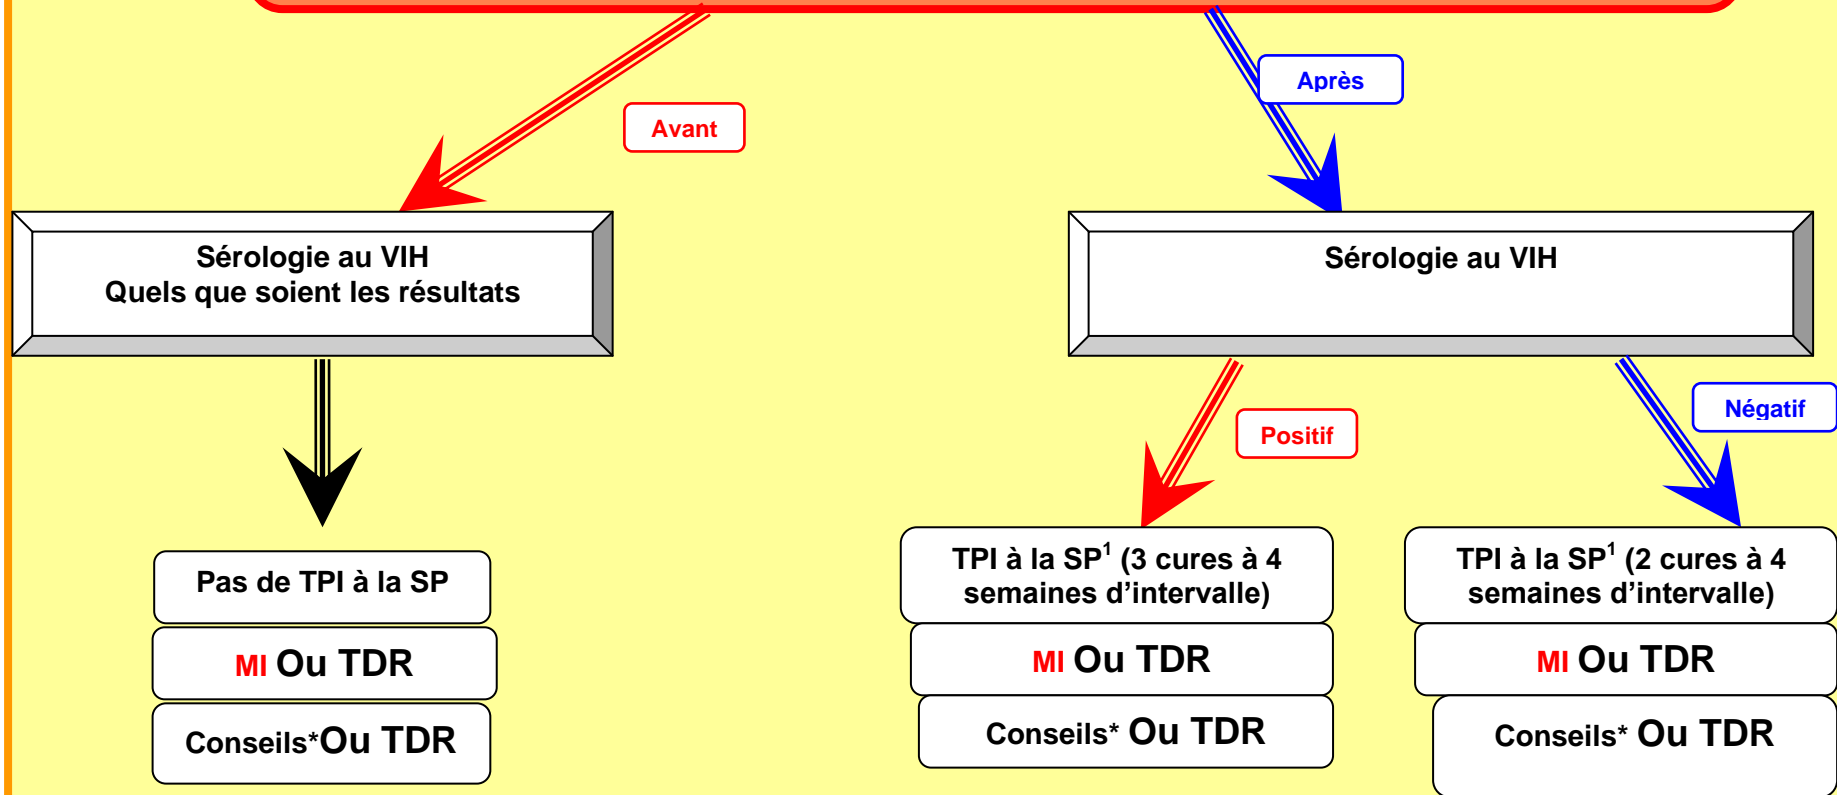 Après
Avant
Sérologie au VIH
Quels que soient les résultats
Sérologie au VIH
Positif
Négatif
Pas de TPI à la SP
MI Ou TDR
Conseils*Ou TDR
TPI à la SP¹ (3 cures à 4
semaines d’intervalle)
MI Ou TDR
Conseils* Ou TDR
TPI à la SP¹ (2 cures à 4
semaines d’intervalle)
MI Ou TDR
Conseils* Ou TDR